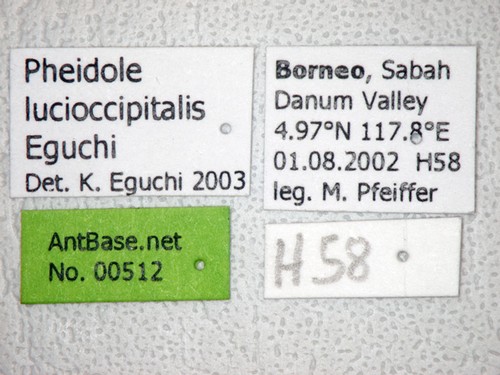 Pheidole
lucioccipitalis
Eguchi
Det. K. Eguchi 2003
Borneo, Sabah
Danum Valley
4.97°N 117.8°E
01.08.2002 H58
leg. M. Pfeiffer
AntBase.net
No. 00512
H58